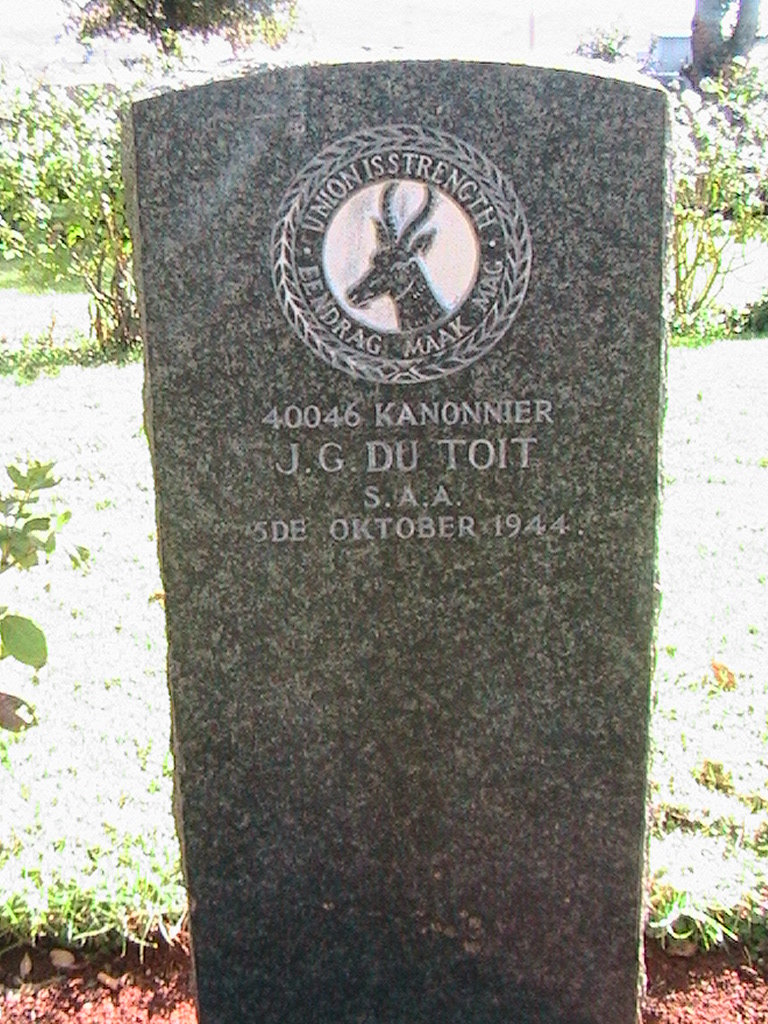 UNION IS STRENGTH
EENDRAG MAAK MAG
40046 KANONNIER
J.G. DU TOIT
S.A.A.
5DE OKTOBER 1944.